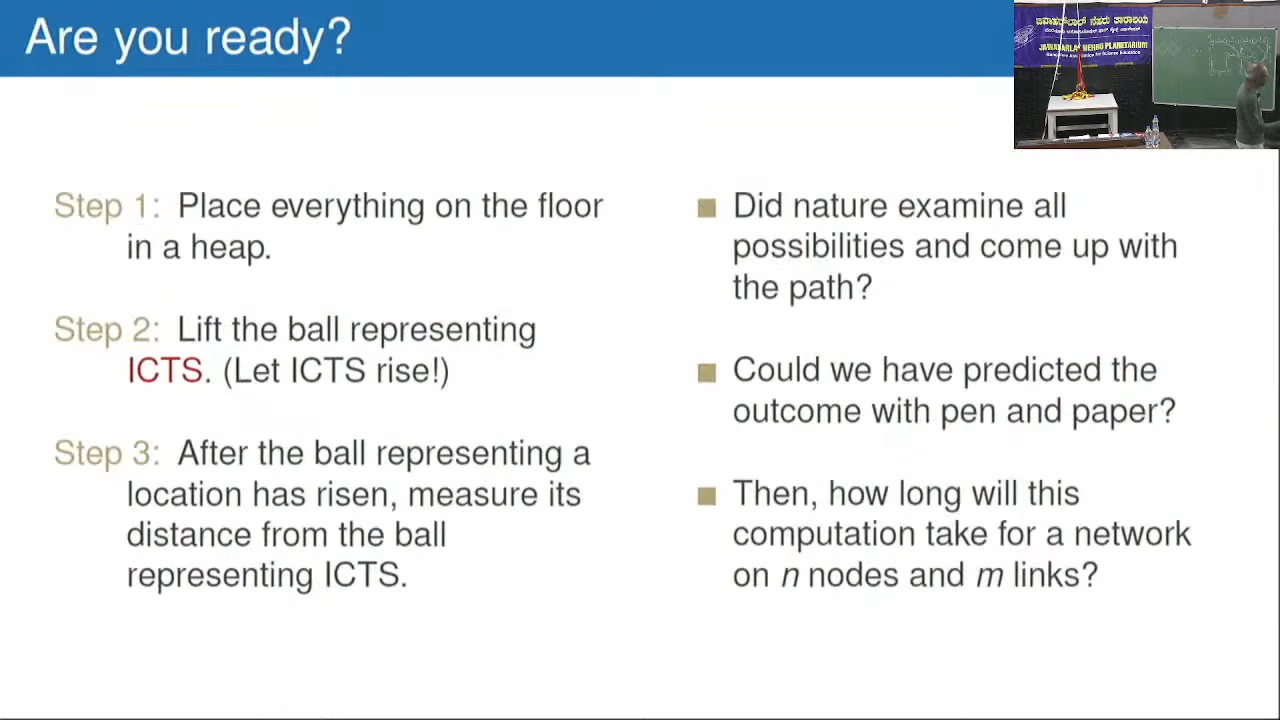 Are you ready?
ಜವಾಹರ್‌ಲಾಲ್ ನೆಹರು ತಾರಾಲಯ
JAWAHARLAL NEHRU PLANETARIUM
Step 1: Place everything on the floor
in a heap.
Step 2: Lift the ball representing
ICTS. (Let ICTS rise!)
Step 3: After the ball representing a
location has risen, measure its
distance from the ball
representing ICTS.
Did nature examine all
possibilities and come up with
the path?
Could we have predicted the
outcome with pen and paper?
Then, how long will this
computation take for a network
on n nodes and m links?